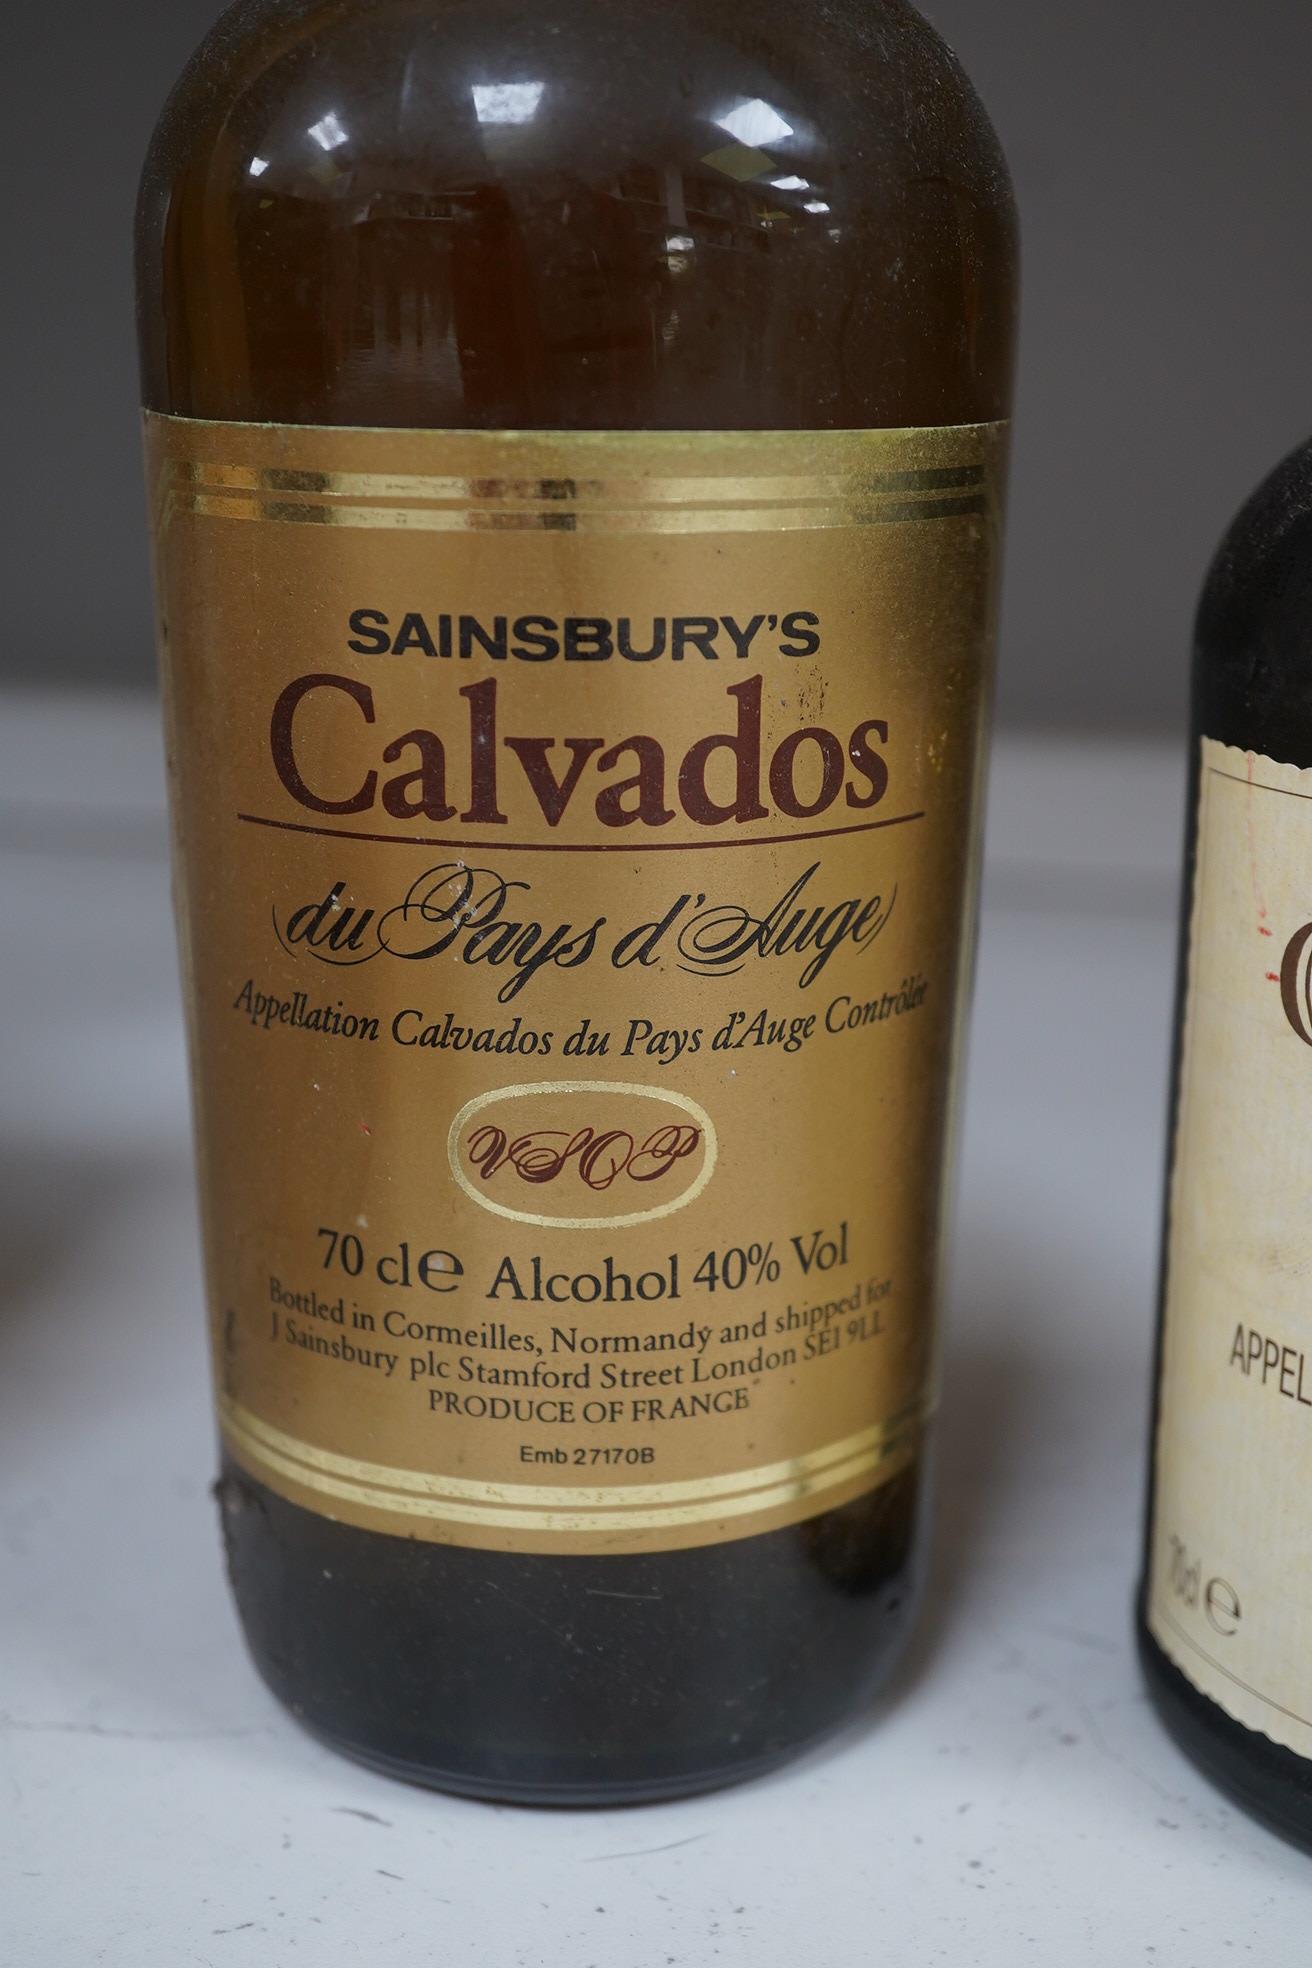 SAINSBURY'S
Calvados
du Pays d'Auge
Appellation Calvados du Pays d'Auge Contrôlée
VSOP
70 cl e Alcohol 40% Vol
Bottled in Cormeilles, Normandy and shipped for
J Sainsbury plc Stamford Street London SE1 9LL
PRODUCE OF FRANCE
Emb 27170B
APPEL
70cl e